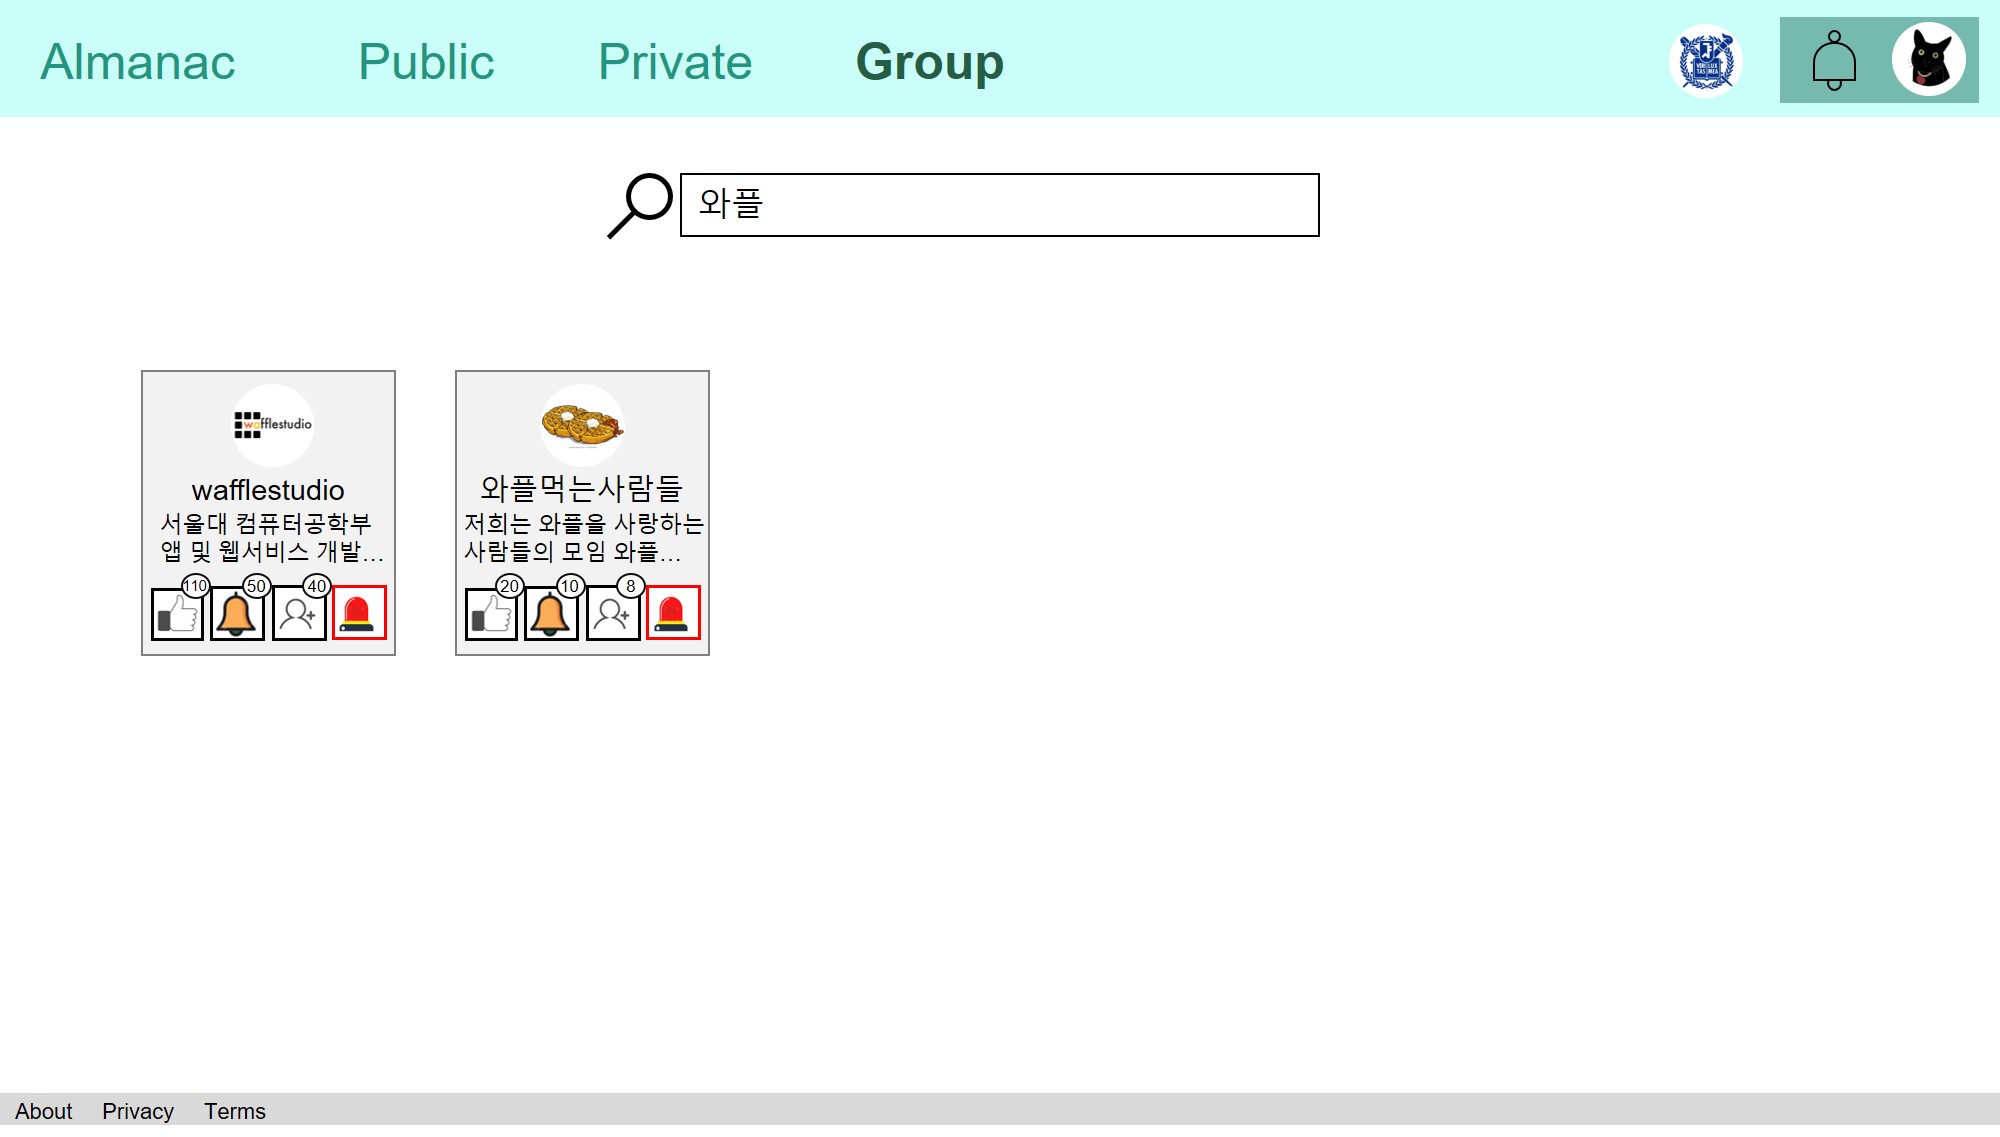 Almanac Public Private Group
와플
wafflestudio
wafflestudio
서울대 컴퓨터공학부
앱 및 웹서비스 개발...
110 50 40
와플먹는사람들
저희는 와플을 사랑하는
사람들의 모임 와플...
20 10 8
About Privacy Terms